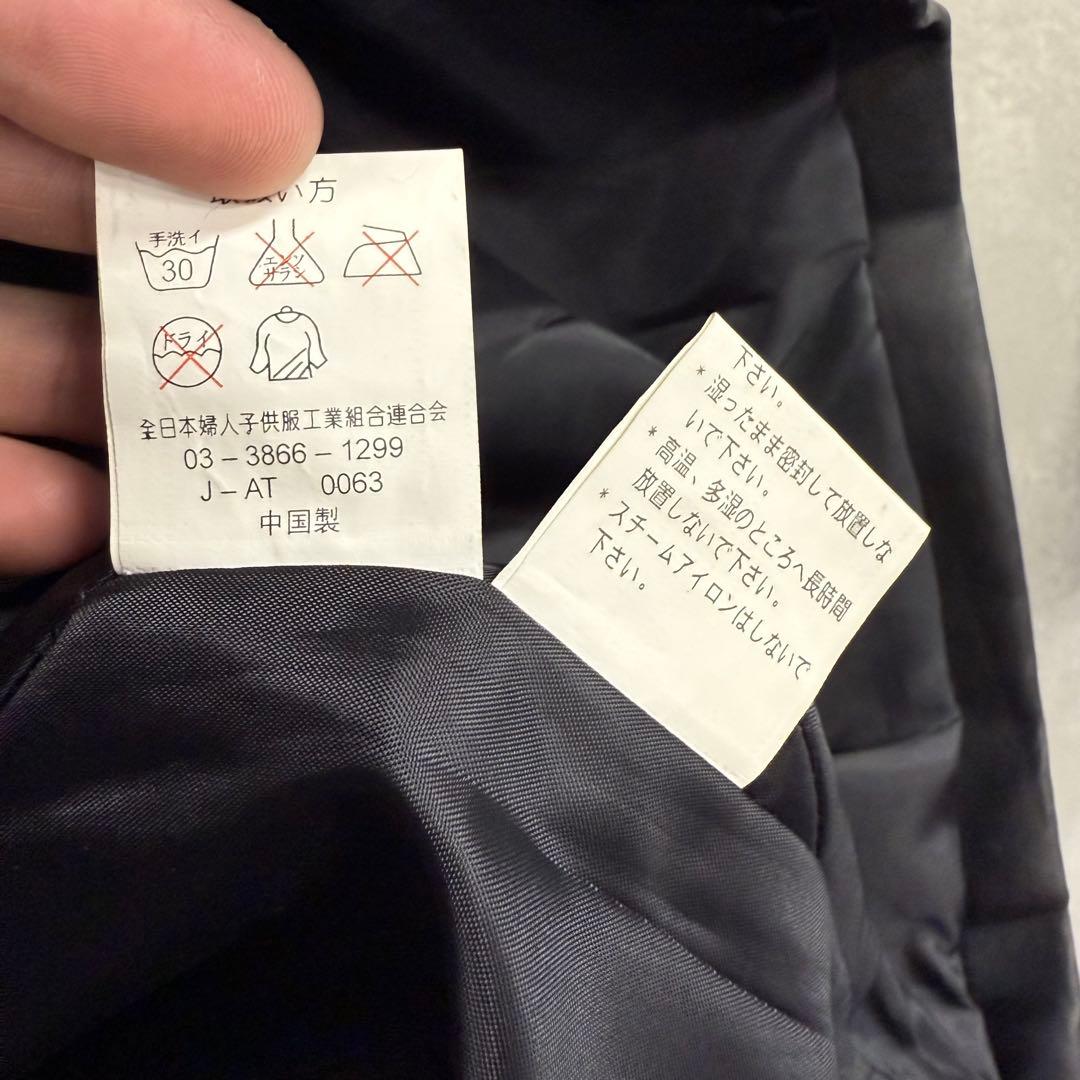 い方
手洗イ
30
エンソ
サラシ
ドライ
全日本婦人子供服工業組合連合会
03-3866-1299
J-AT 0063
中国製
下さい。
*湿ったまま密封して放置しな
いで下さい。
*高温、多湿のところへ長時間
放置しないで下さい。
*スチームアイロンはしないで
下さい。